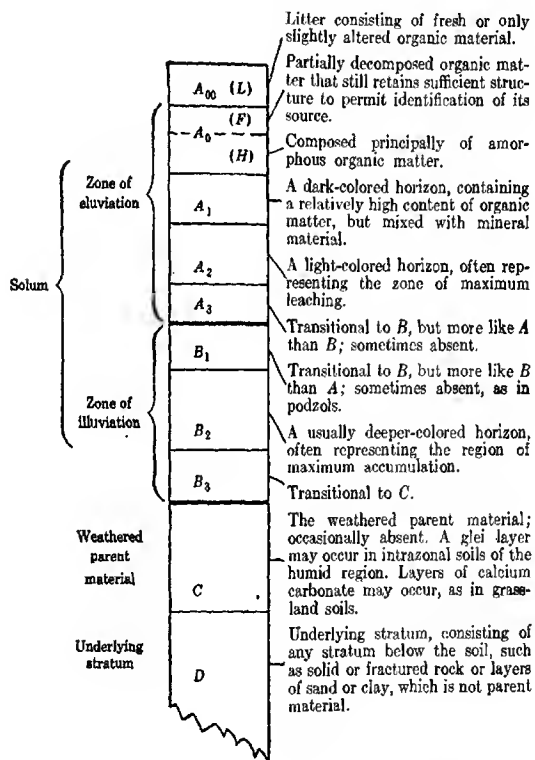 Litter consisting of fresh or only
slightly altered organic material.
A₀₀ (L)
Partially decomposed organic mat-
ter that still retains sufficient struc-
ture to permit identification of its
source.
(F)
A₀
(H)
Composed principally of amor-
phous organic matter.
Solum
Zone of
eluviation
A₁
A dark-colored horizon, containing
a relatively high content of organic
matter, but mixed with mineral
material.
A₂
A light-colored horizon, often rep-
resenting the zone of maximum
leaching.
A₃
Transitional to B, but more like A
than B; sometimes absent.
B₁
Transitional to B, but more like B
than A; sometimes absent, as in
podzols.
Zone of
illuviation
B₂
A usually deeper-colored horizon,
often representing the region of
maximum accumulation.
B₃
Transitional to C.
Weathered
parent
material
C
The weathered parent material;
occasionally absent. A glei layer
may occur in intrazonal soils of the
humid region. Layers of calcium
carbonate may occur, as in grass-
land soils.
Underlying
stratum
D
Underlying stratum, consisting of
any stratum below the soil, such
as solid or fractured rock or layers
of sand or clay, which is not parent
material.